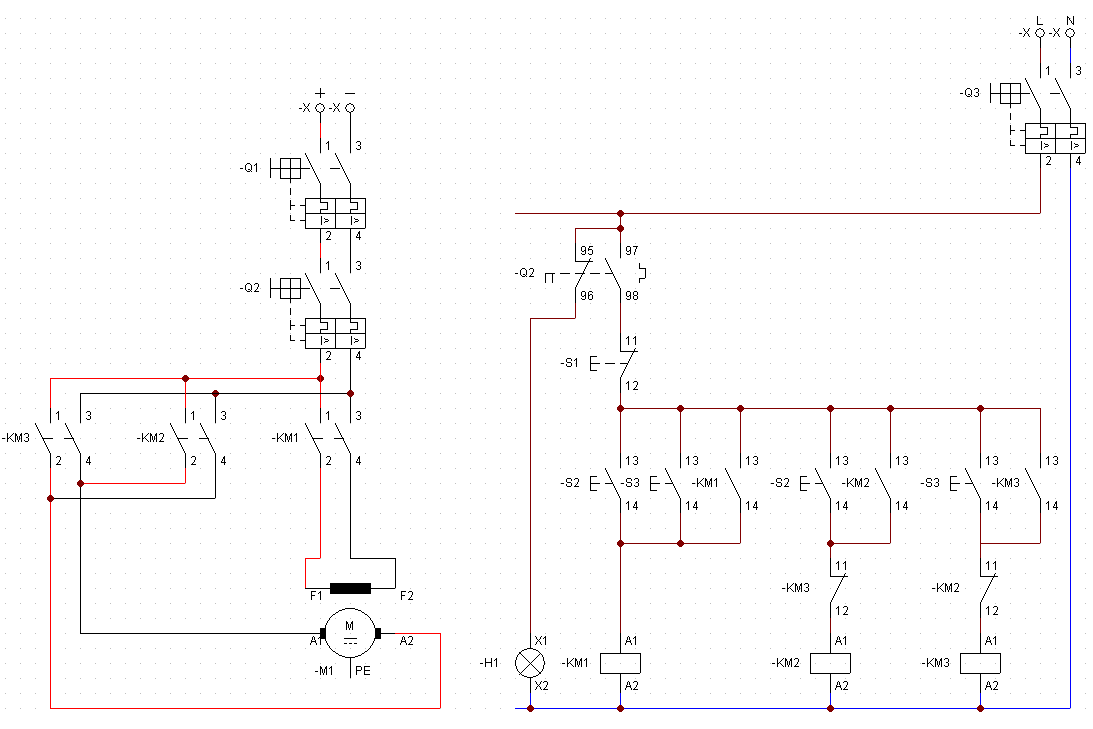 L N
-X -X
1 3
-Q3
2 4
+ −
-X -X
1 3
-Q1
2 4
1 3
-Q2
2 4
95 97
-Q2
96 98
11
-S1
12
1 3 1 3 1 3
-KM3 -KM2 -KM1
2 4 2 4 2 4
13 13 13 13 13 13 13
-S2 -S3 -KM1 -S2 -KM2 -S3 -KM3
14 14 14 14 14 14 14
11 11
-KM3 -KM2
12 12
F1 F2
M
A1 A2
-M1 PE
X1 A1 A1 A1
-H1 -KM1 -KM2 -KM3
X2 A2 A2 A2